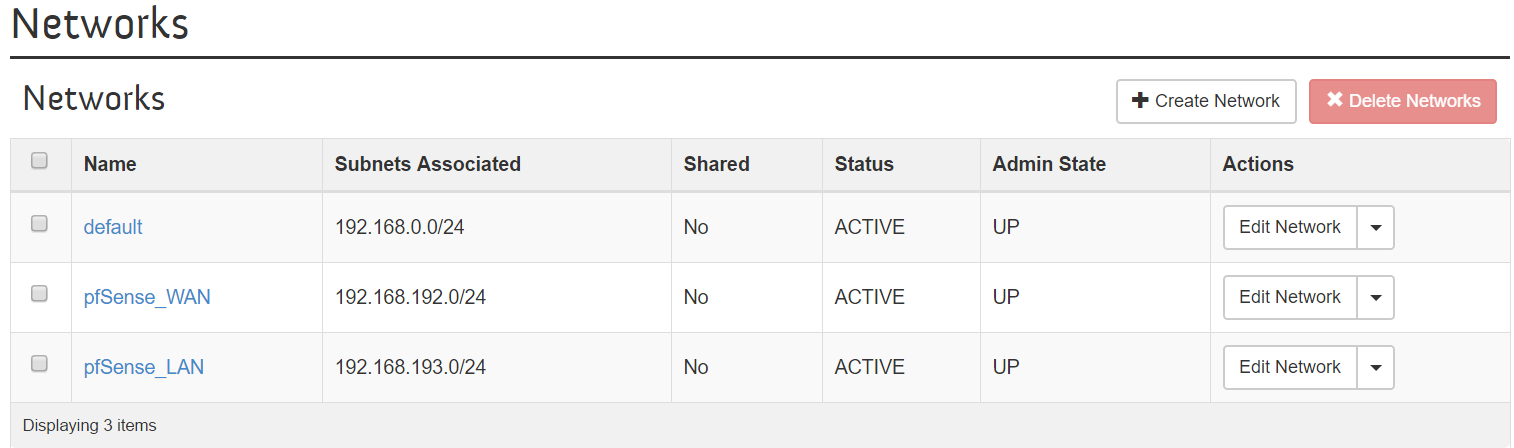 Networks
Networks
Create Network
Delete Networks
Name Subnets Associated Shared Status Admin State Actions
default 192.168.0.0/24 No ACTIVE UP Edit Network
pfSense_WAN 192.168.192.0/24 No ACTIVE UP Edit Network
pfSense_LAN 192.168.193.0/24 No ACTIVE UP Edit Network
Displaying 3 items